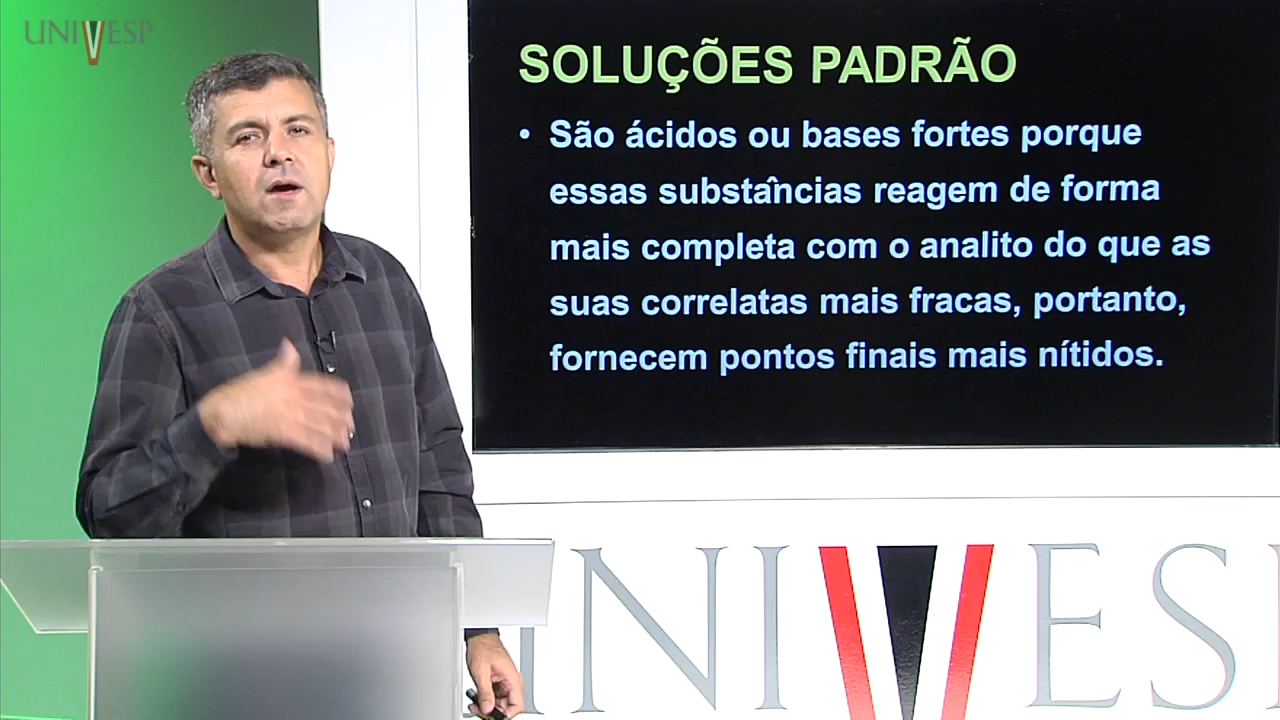 UNIVESP
SOLUÇÕES PADRÃO
• São ácidos ou bases fortes porque
essas substâncias reagem de forma
mais completa com o analito do que as
suas correlatas mais fracas, portanto,
fornecem pontos finais mais nítidos.
UNIVES